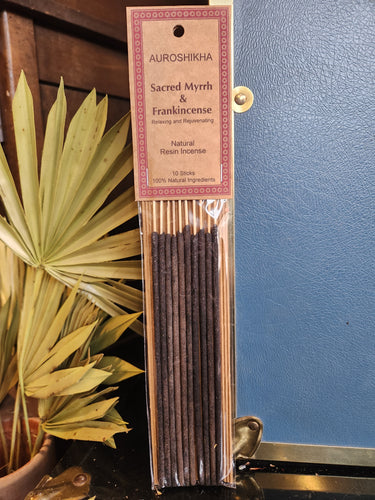 AUROSHIKHA
Sacred Myrrh
&
Frankincense
Relaxing and Rejuvenating
Natural
Resin Incense
10 Sticks
100% Natural Ingredients